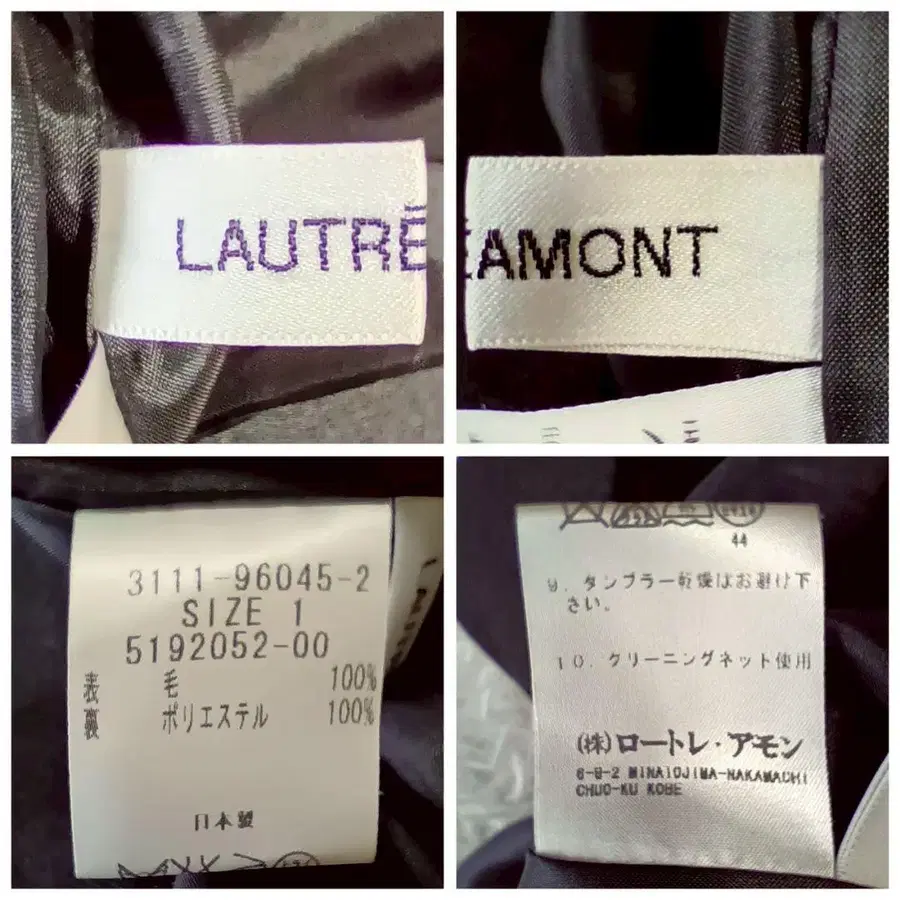 LAUTRÉ
ÉAMONT
3111-96045-2
SIZE 1
5192052-00
表 毛 100%
裏 ポリエステル 100%
日本製
44
9. タンブラー乾燥はお避け下
さい。
10. クリーニングネット使用
(株)ロートレ・アモン
6-9-2 MINATOJIMA-NAKAMACHI
CHUO-KU KOBE